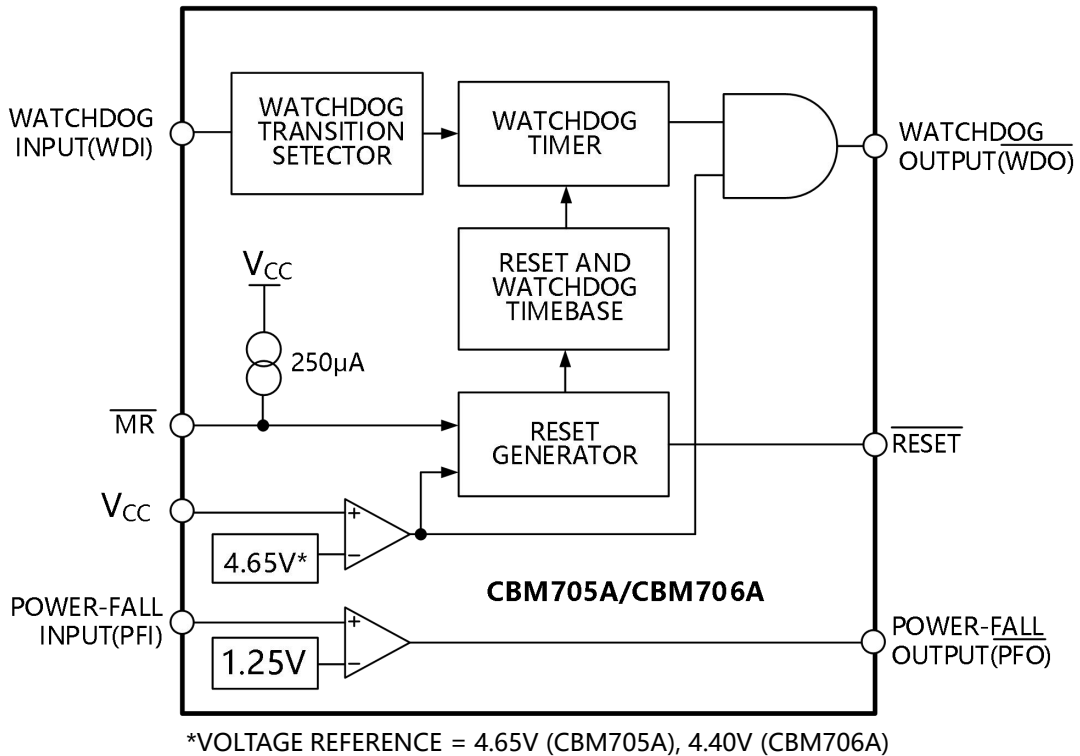 WATCHDOG
INPUT(WDI)
WATCHDOG
TRANSITION
SETECTOR
WATCHDOG
TIMER
WATCHDOG
OUTPUT(WDO)
RESET AND
WATCHDOG
TIMEBASE
VCC
250μA
MR
RESET
GENERATOR
RESET
VCC
4.65V*
CBM705A/CBM706A
POWER-FALL
INPUT(PFI)
1.25V
POWER-FALL
OUTPUT(PFO)
*VOLTAGE REFERENCE = 4.65V (CBM705A), 4.40V (CBM706A)